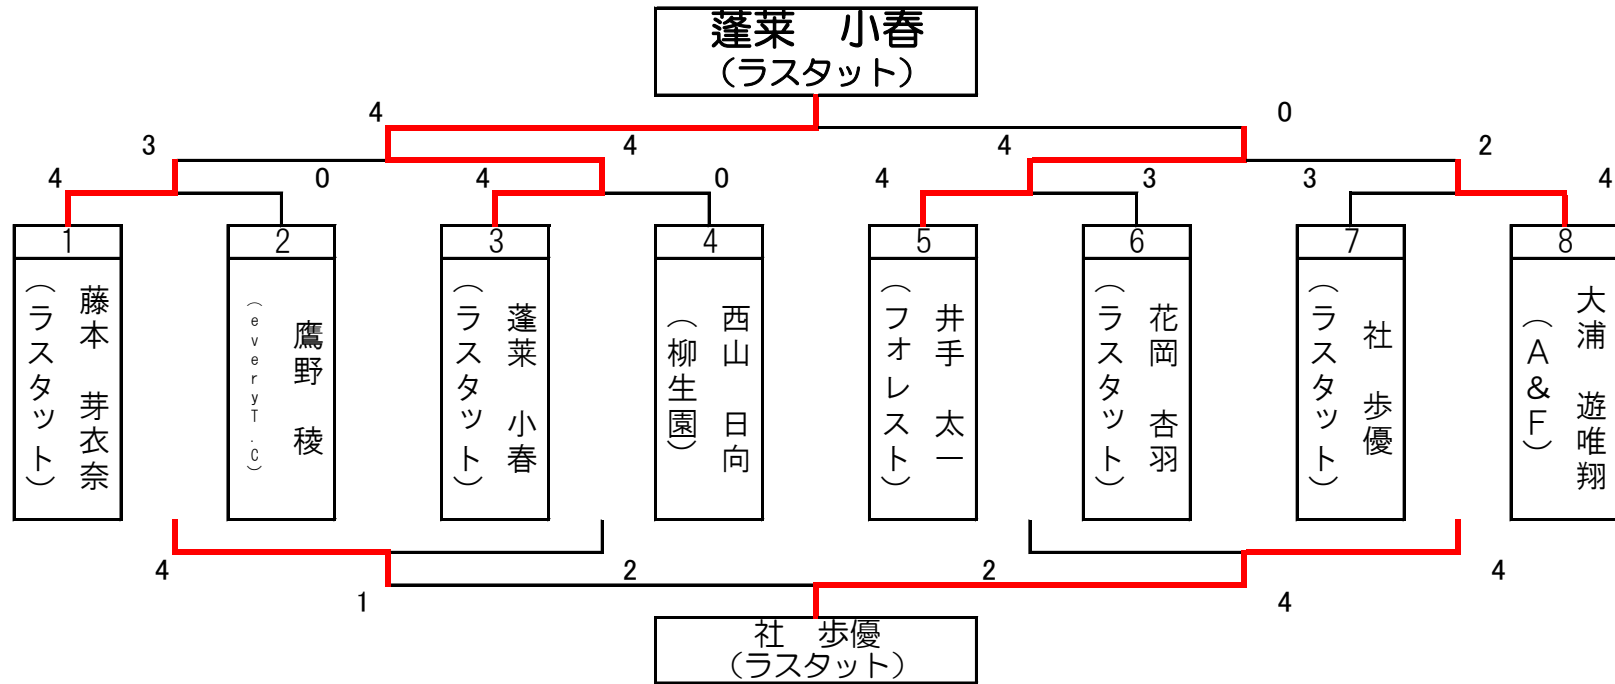 蓬莱　小春
（ラスタット）
4
0
3
4
4
2
4
0
4
0
4
3
3
4
1
2
3
4
5
6
7
8
藤本　芽衣奈
（ラスタット）
鷹野　稜
（everyT.C）
蓬莱　小春
（ラスタット）
西山　日向
（柳生園）
井手　太一
（フオレスト）
花岡　杏羽
（ラスタット）
社　歩優
（ラスタット）
大浦　遊唯翔
（A&F）
4
2
2
4
1
4
社　歩優
（ラスタット）